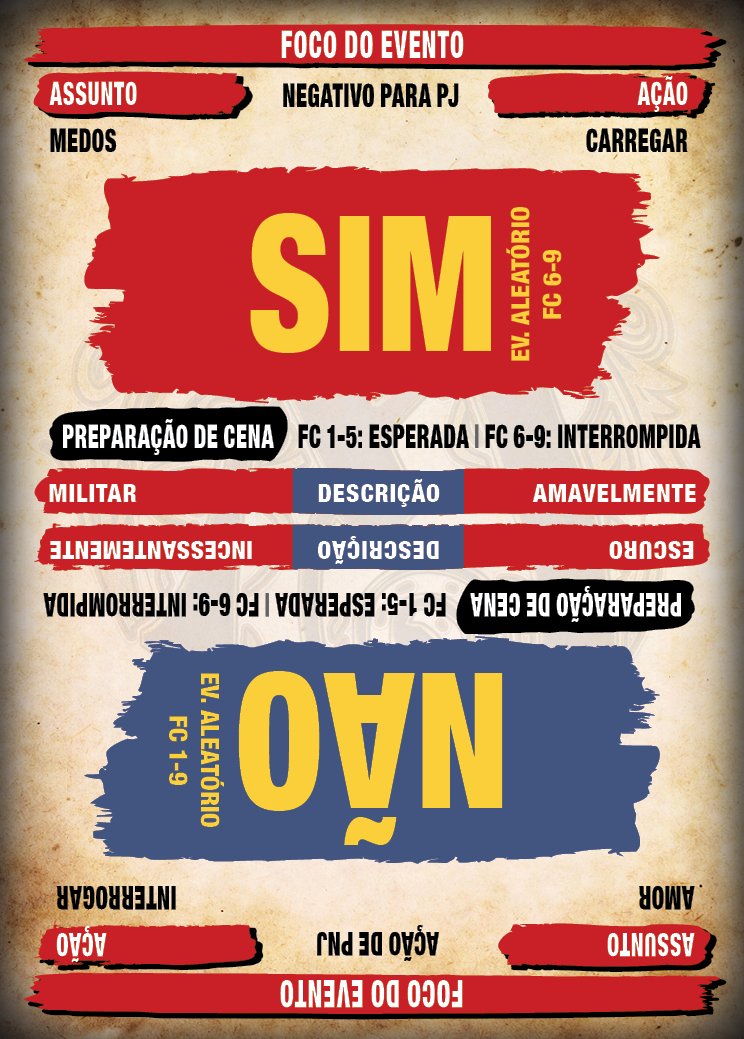 FOCO DO EVENTO
ASSUNTO NEGATIVO PARA PJ AÇÃO
MEDOS CARREGAR
SIM
EV. ALEATÓRIO
FC 6-9
PREPARAÇÃO DE CENA FC 1-5: ESPERADA | FC 6-9: INTERROMPIDA
MILITAR DESCRIÇÃO AMAVELMENTE
ESCURO DESCRIÇÃO INCESSANTEMENTE
PREPARAÇÃO DE CENA FC 1-5: ESPERADA | FC 6-9: INTERROMPIDA
NÃO
EV. ALEATÓRIO
FC 1-9
AMOR INTERROGAR
ASSUNTO AÇÃO DE PNJ AÇÃO
FOCO DO EVENTO